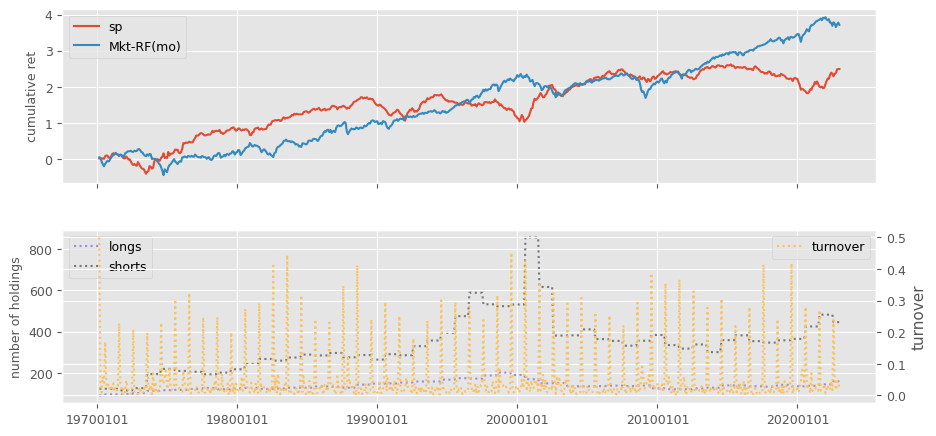 4
3
2
1
0
cumulative ret
sp
Mkt-RF(mo)
800
600
400
200
number of holdings
longs
shorts
turnover
0.5
0.4
0.3
0.2
0.1
0.0
turnover
19700101
19800101
19900101
20000101
20100101
20200101